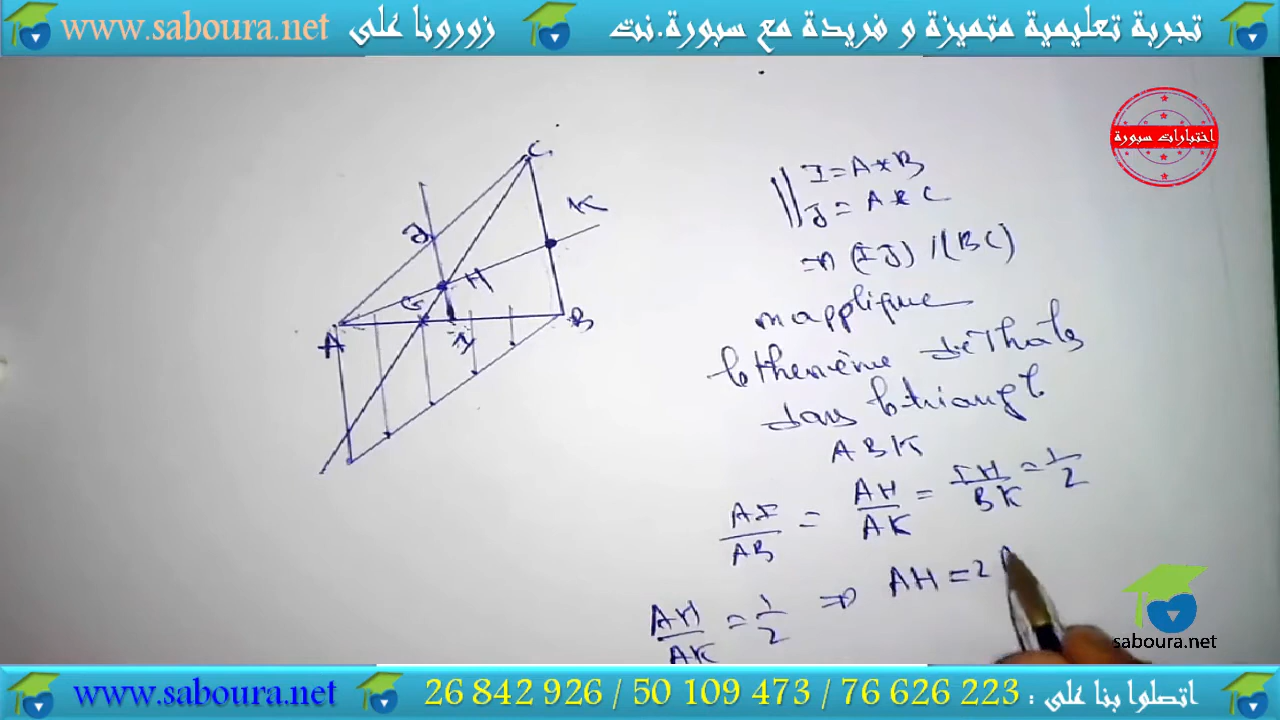 www.saboura.net زورونا على تجربة تعليمية متميزة و فريدة مع سبورة.نت
اختبارات سبورة
C
K
J
H
G
A
I
B
I = A * B
J = A * C
=> (IJ) // (BC)
m applique
le theneme de Thales
dans le triangle
ABK
AI/AB = AH/AK = IH/BK = 1/2
AH/AK = 1/2 => AH = 2
saboura.net
www.saboura.net 26 842 926 / 50 109 473 / 76 626 223 : اتصلوا بنا على